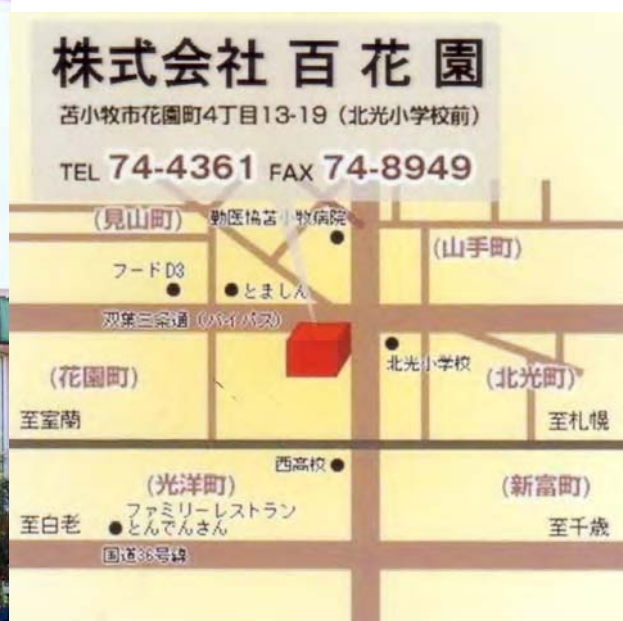 株式会社 百花園
苫小牧市花園町4丁目13-19（北光小学校前）
TEL 74-4361 FAX 74-8949
(見山町)
勤医協苫小牧病院
(山手町)
フードD3
とましん
双葉三条通（バイパス）
北光小学校
(花園町)
(北光町)
至室蘭
至札幌
西高校
(光洋町)
(新富町)
ファミリーレストラン
とんでんさん
至白老
至千歳
国道36号線